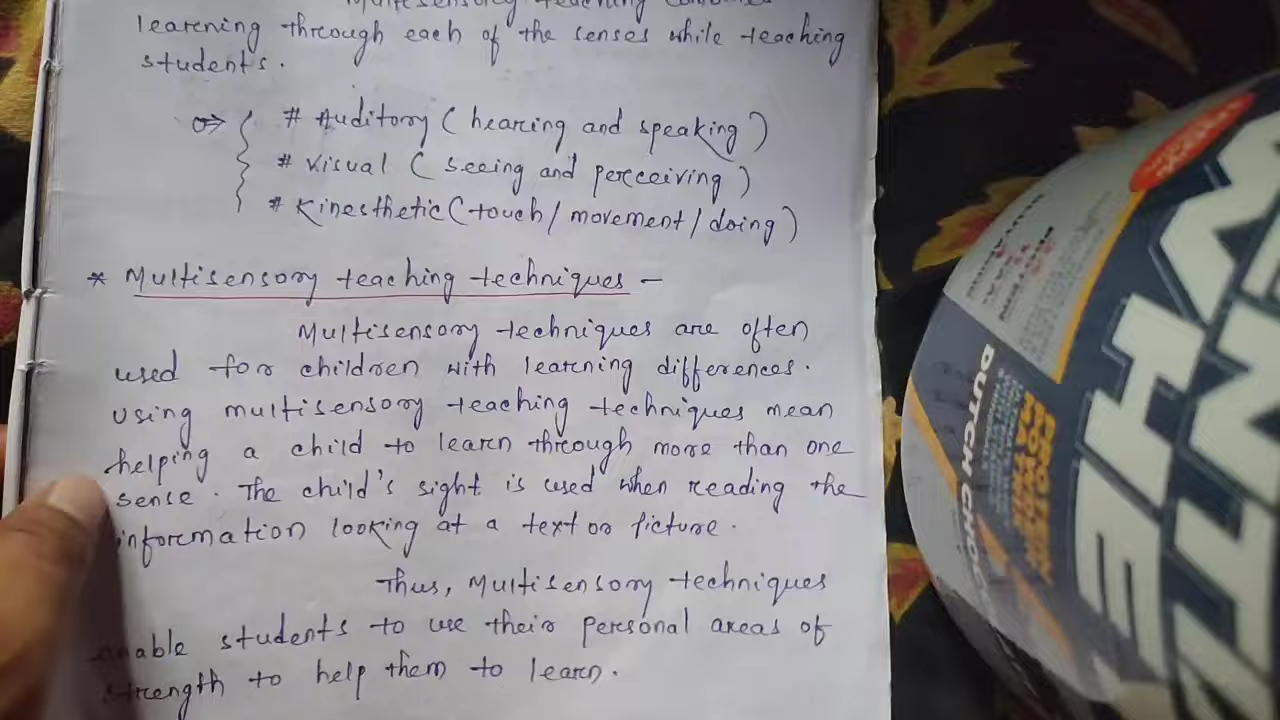 Multisensory teaching combines
learning through each of the senses while teaching
students.
⇒ { # Auditory ( hearing and speaking )
# Visual ( seeing and perceiving )
* Kinesthetic ( touch / movement / doing )
* Multisensory teaching techniques –
Multisensory techniques are often
used for children with learning differences.
Using multisensory teaching techniques mean
helping a child to learn through more than one
sense. The child's sight is used when reading the
information looking at a text or picture.
Thus, Multisensory techniques
enable students to use their personal areas of
strength to help them to learn.
DUTCH
WHE